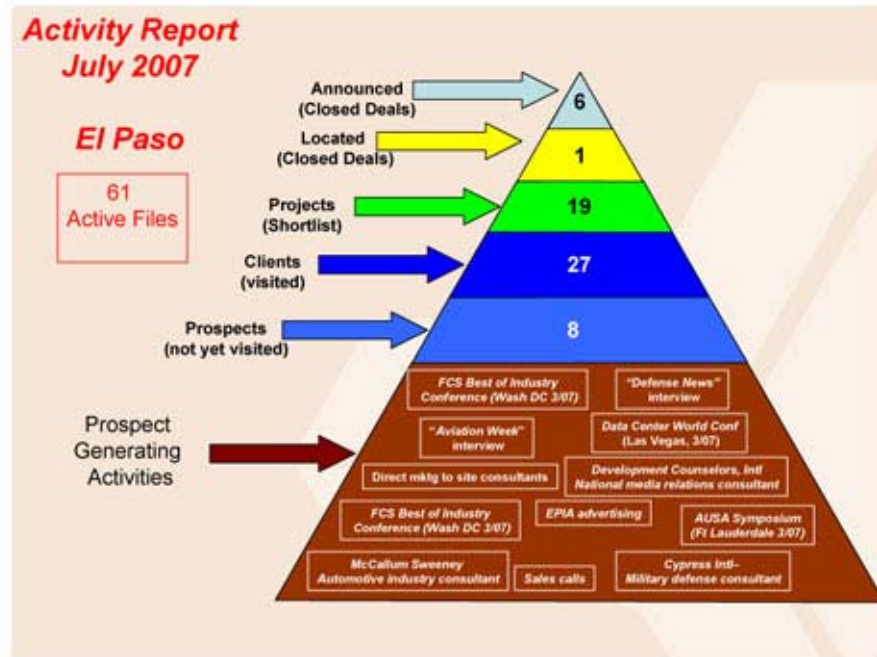 Activity Report
July 2007
El Paso
61
Active Files
Announced
(Closed Deals)
6
Located
(Closed Deals)
1
Projects
(Shortlist)
19
Clients
(visited)
27
Prospects
(not yet visited)
8
Prospect
Generating
Activities
FCS Best of Industry
Conference (Wash DC 3/07)
"Defense News"
interview
"Aviation Week"
interview
Data Center World Conf
(Las Vegas, 3/07)
Direct mktg to site consultants
Development Counselors, Intl
National media relations consultant
FCS Best of Industry
Conference (Wash DC 3/07)
EPIA advertising
AUSA Symposium
(Ft Lauderdale 3/07)
McCallum Sweeney
Automotive industry consultant
Sales calls
Cypress Intl–
Military defense consultant